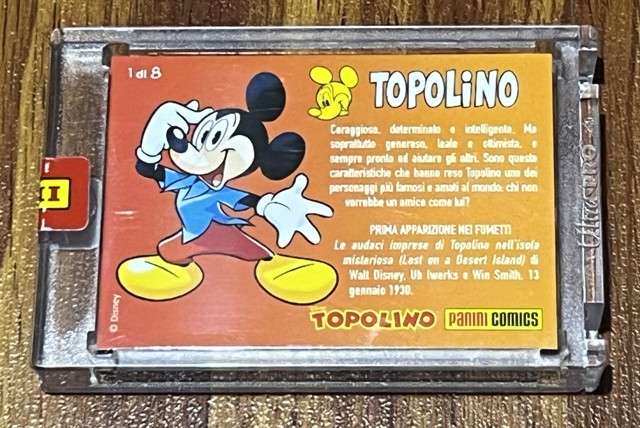 1 di 8
TOPOLINO
Coraggioso, determinato e intelligente. Ma
soprattutto generoso, leale e ottimista, e
sempre pronto ad aiutare gli altri. Sono queste
caratteristiche che hanno reso Topolino uno dei
personaggi più famosi e amati al mondo: chi non
vorrebbe un amico come lui?
PRIMA APPARIZIONE NEI FUMETTI
Le audaci imprese di Topolino nell'isola
misteriosa (Lost on a Desert Island) di
Walt Disney, Ub Iwerks e Win Smith. 13
gennaio 1930.
TOPOLINO PANINI COMICS
© Disney